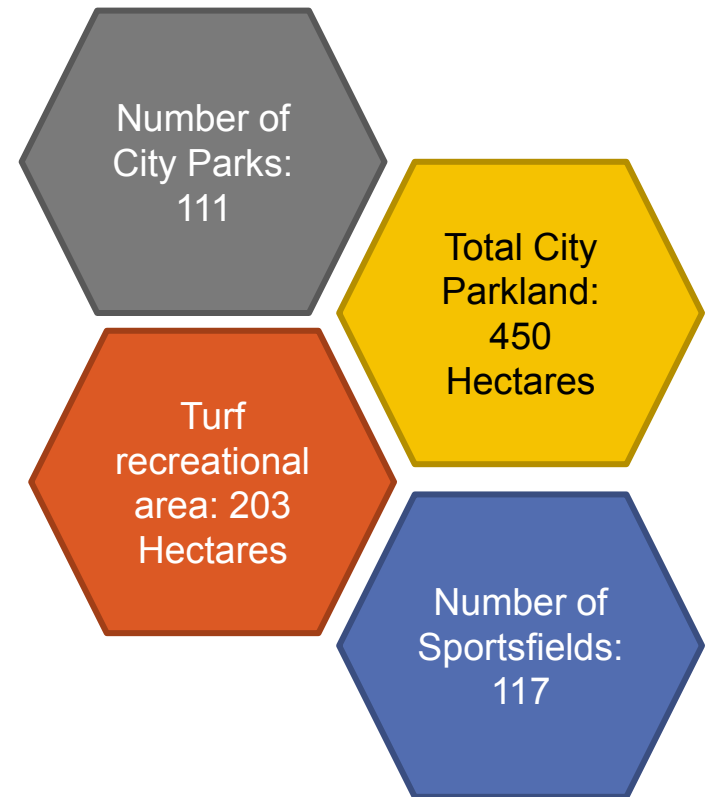 Number of
City Parks:
111
Total City
Parkland:
450
Hectares
Turf
recreational
area: 203
Hectares
Number of
Sportsfields:
117